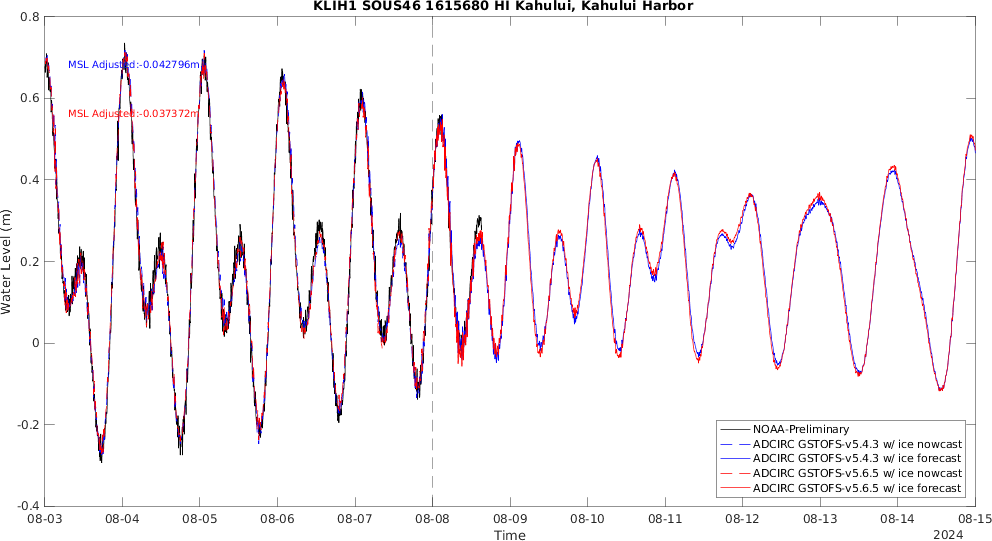 KLIH1 SOUS46 1615680 HI Kahului, Kahului Harbor
0.8
0.6
0.4
0.2
0
-0.2
-0.4
Water Level (m)
MSL Adjusted:-0.042796m
MSL Adjusted:-0.037372m
NOAA-Preliminary
ADCIRC GSTOFS-v5.4.3 w/ ice nowcast
ADCIRC GSTOFS-v5.4.3 w/ ice forecast
ADCIRC GSTOFS-v5.6.5 w/ ice nowcast
ADCIRC GSTOFS-v5.6.5 w/ ice forecast
08-03 08-04 08-05 08-06 08-07 08-08 08-09 08-10 08-11 08-12 08-13 08-14 08-15
Time
2024